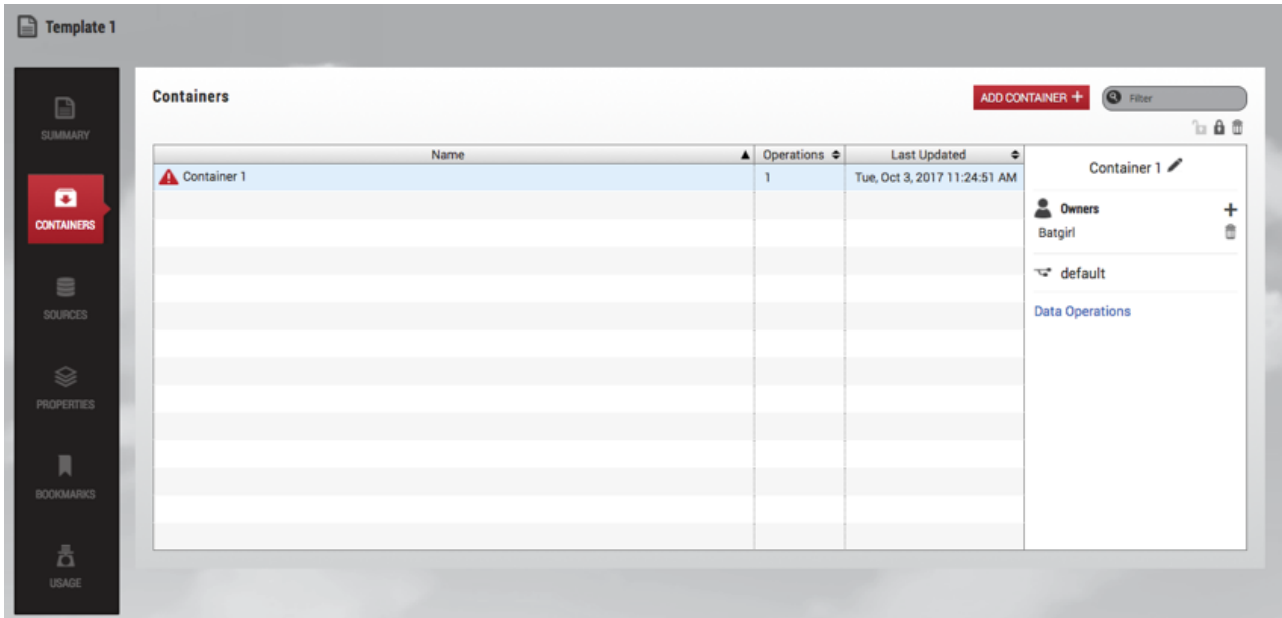 Template 1
SUMMARY
CONTAINERS
SOURCES
PROPERTIES
BOOKMARKS
USAGE
Containers
ADD CONTAINER +
Filter
Name Operations Last Updated
Container 1 1 Tue, Oct 3, 2017 11:24:51 AM
Container 1
Owners
Batgirl
default
Data Operations